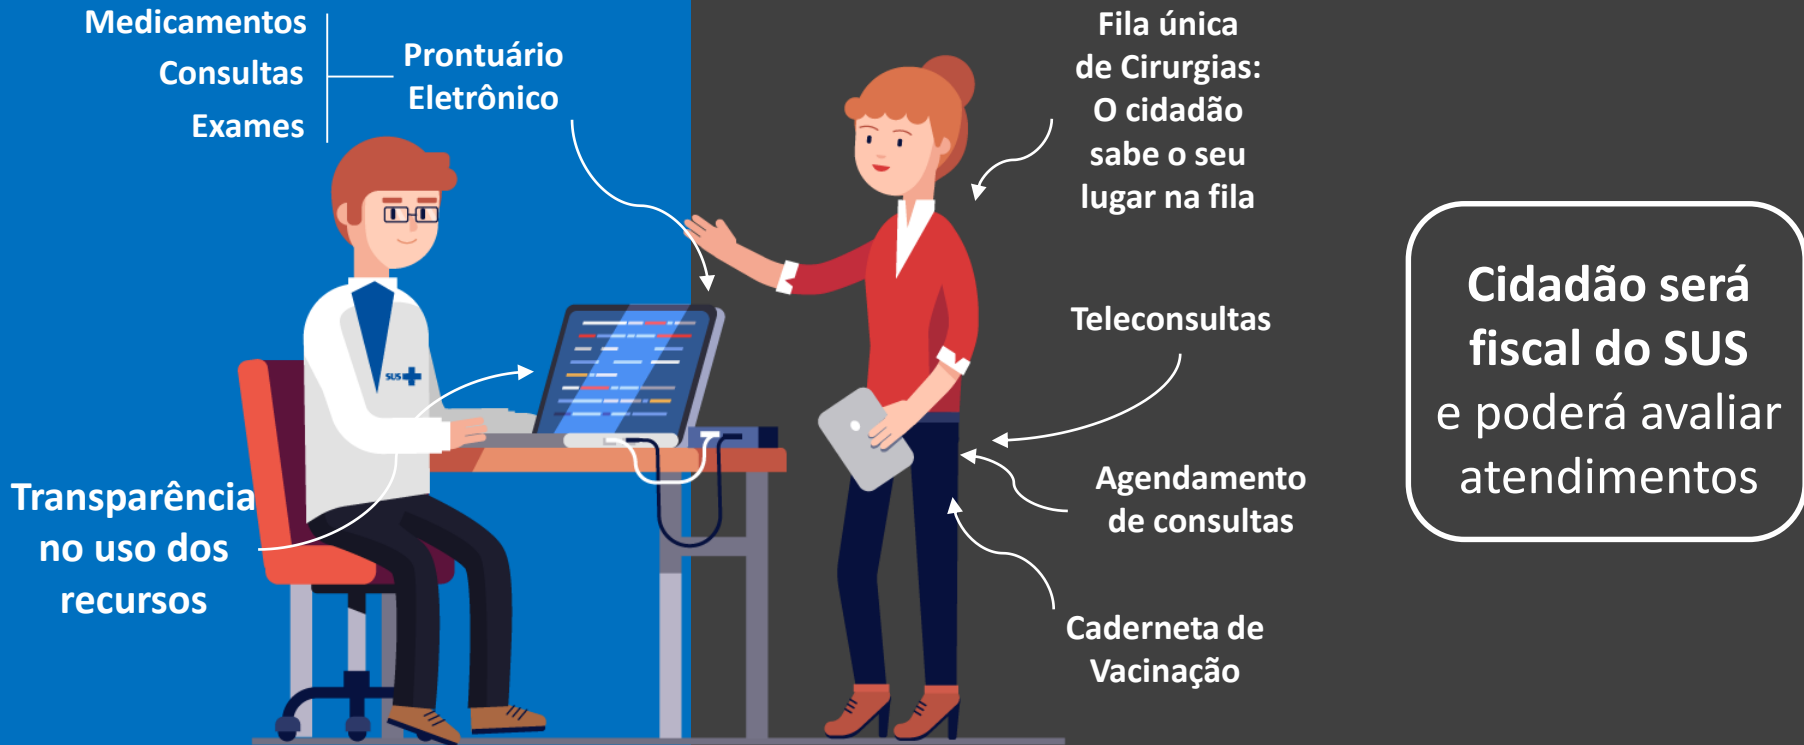 Medicamentos
Consultas
Exames
Prontuário
Eletrônico
Transparência
no uso dos
recursos
SUS
Fila única
de Cirurgias:
O cidadão
sabe o seu
lugar na fila
Teleconsultas
Agendamento
de consultas
Caderneta de
Vacinação
Cidadão será
fiscal do SUS
e poderá avaliar
atendimentos